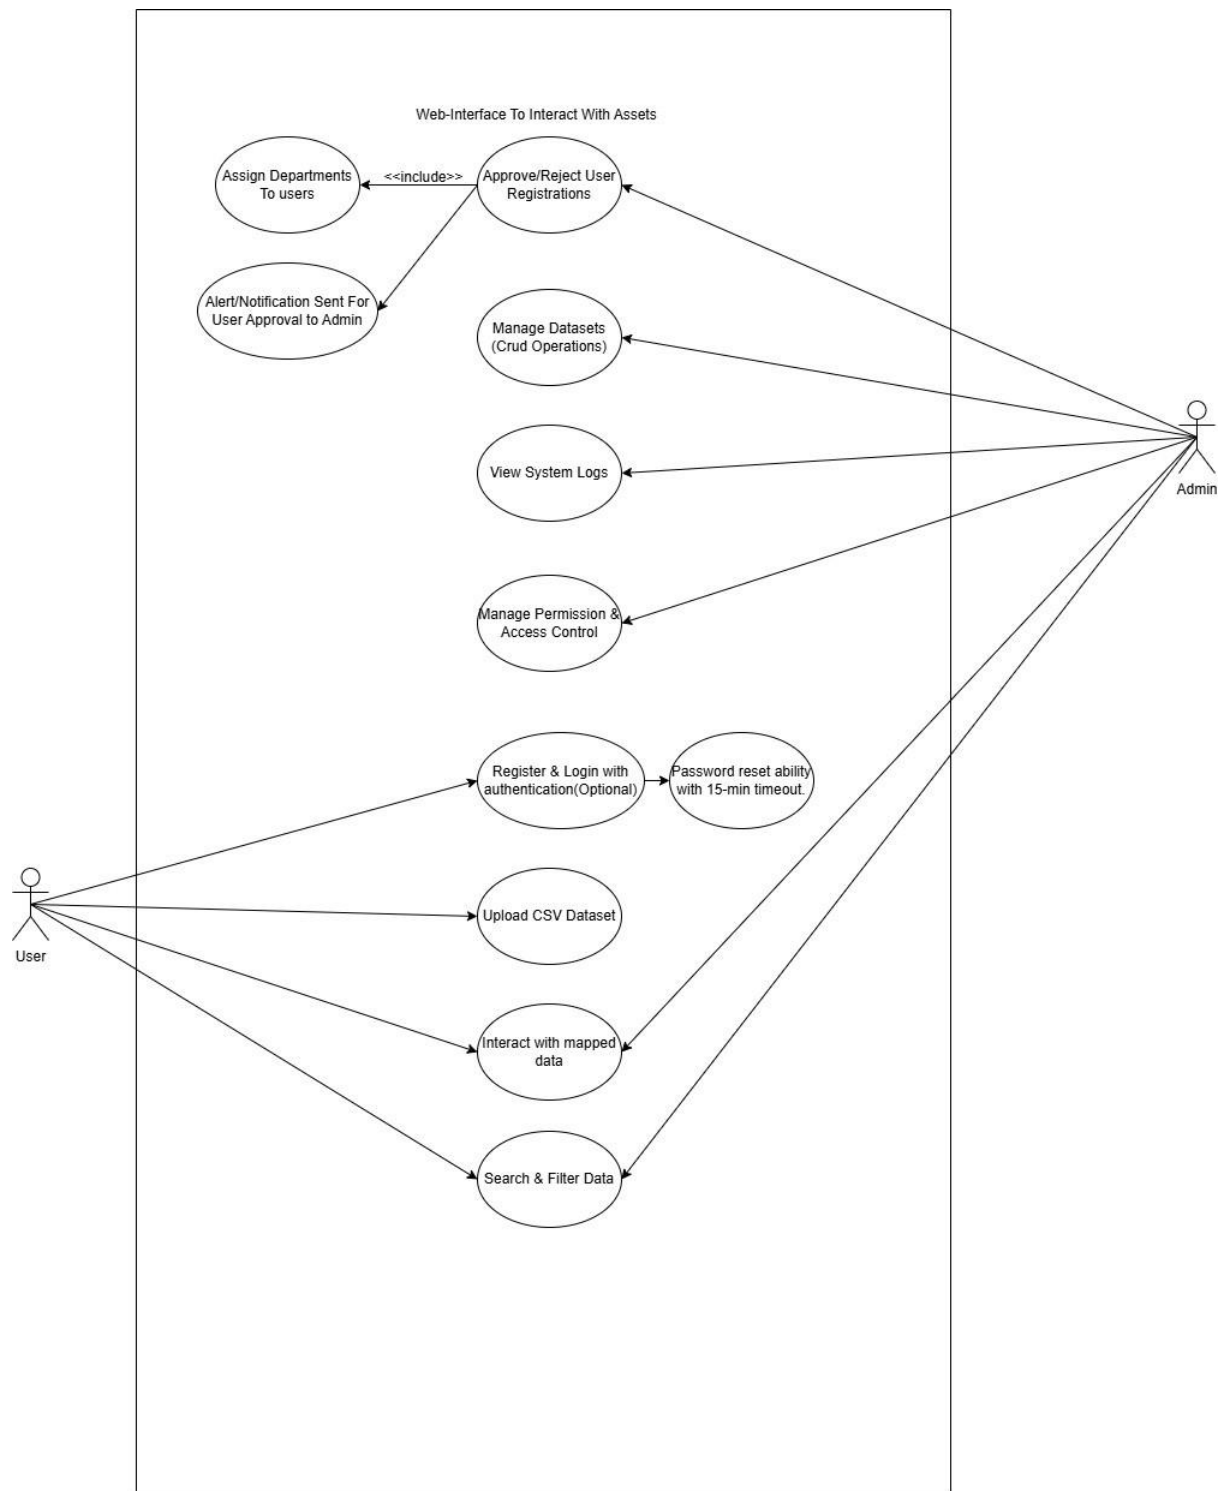 Web-Interface To Interact With Assets
Assign Departments
To users
<<include>>
Approve/Reject User
Registrations
Alert/Notification Sent For
User Approval to Admin
Manage Datasets
(Crud Operations)
View System Logs
Admin
Manage Permission &
Access Control
Register & Login with
authentication(Optional)
Password reset ability
with 15-min timeout.
Upload CSV Dataset
User
Interact with mapped
data
Search & Filter Data